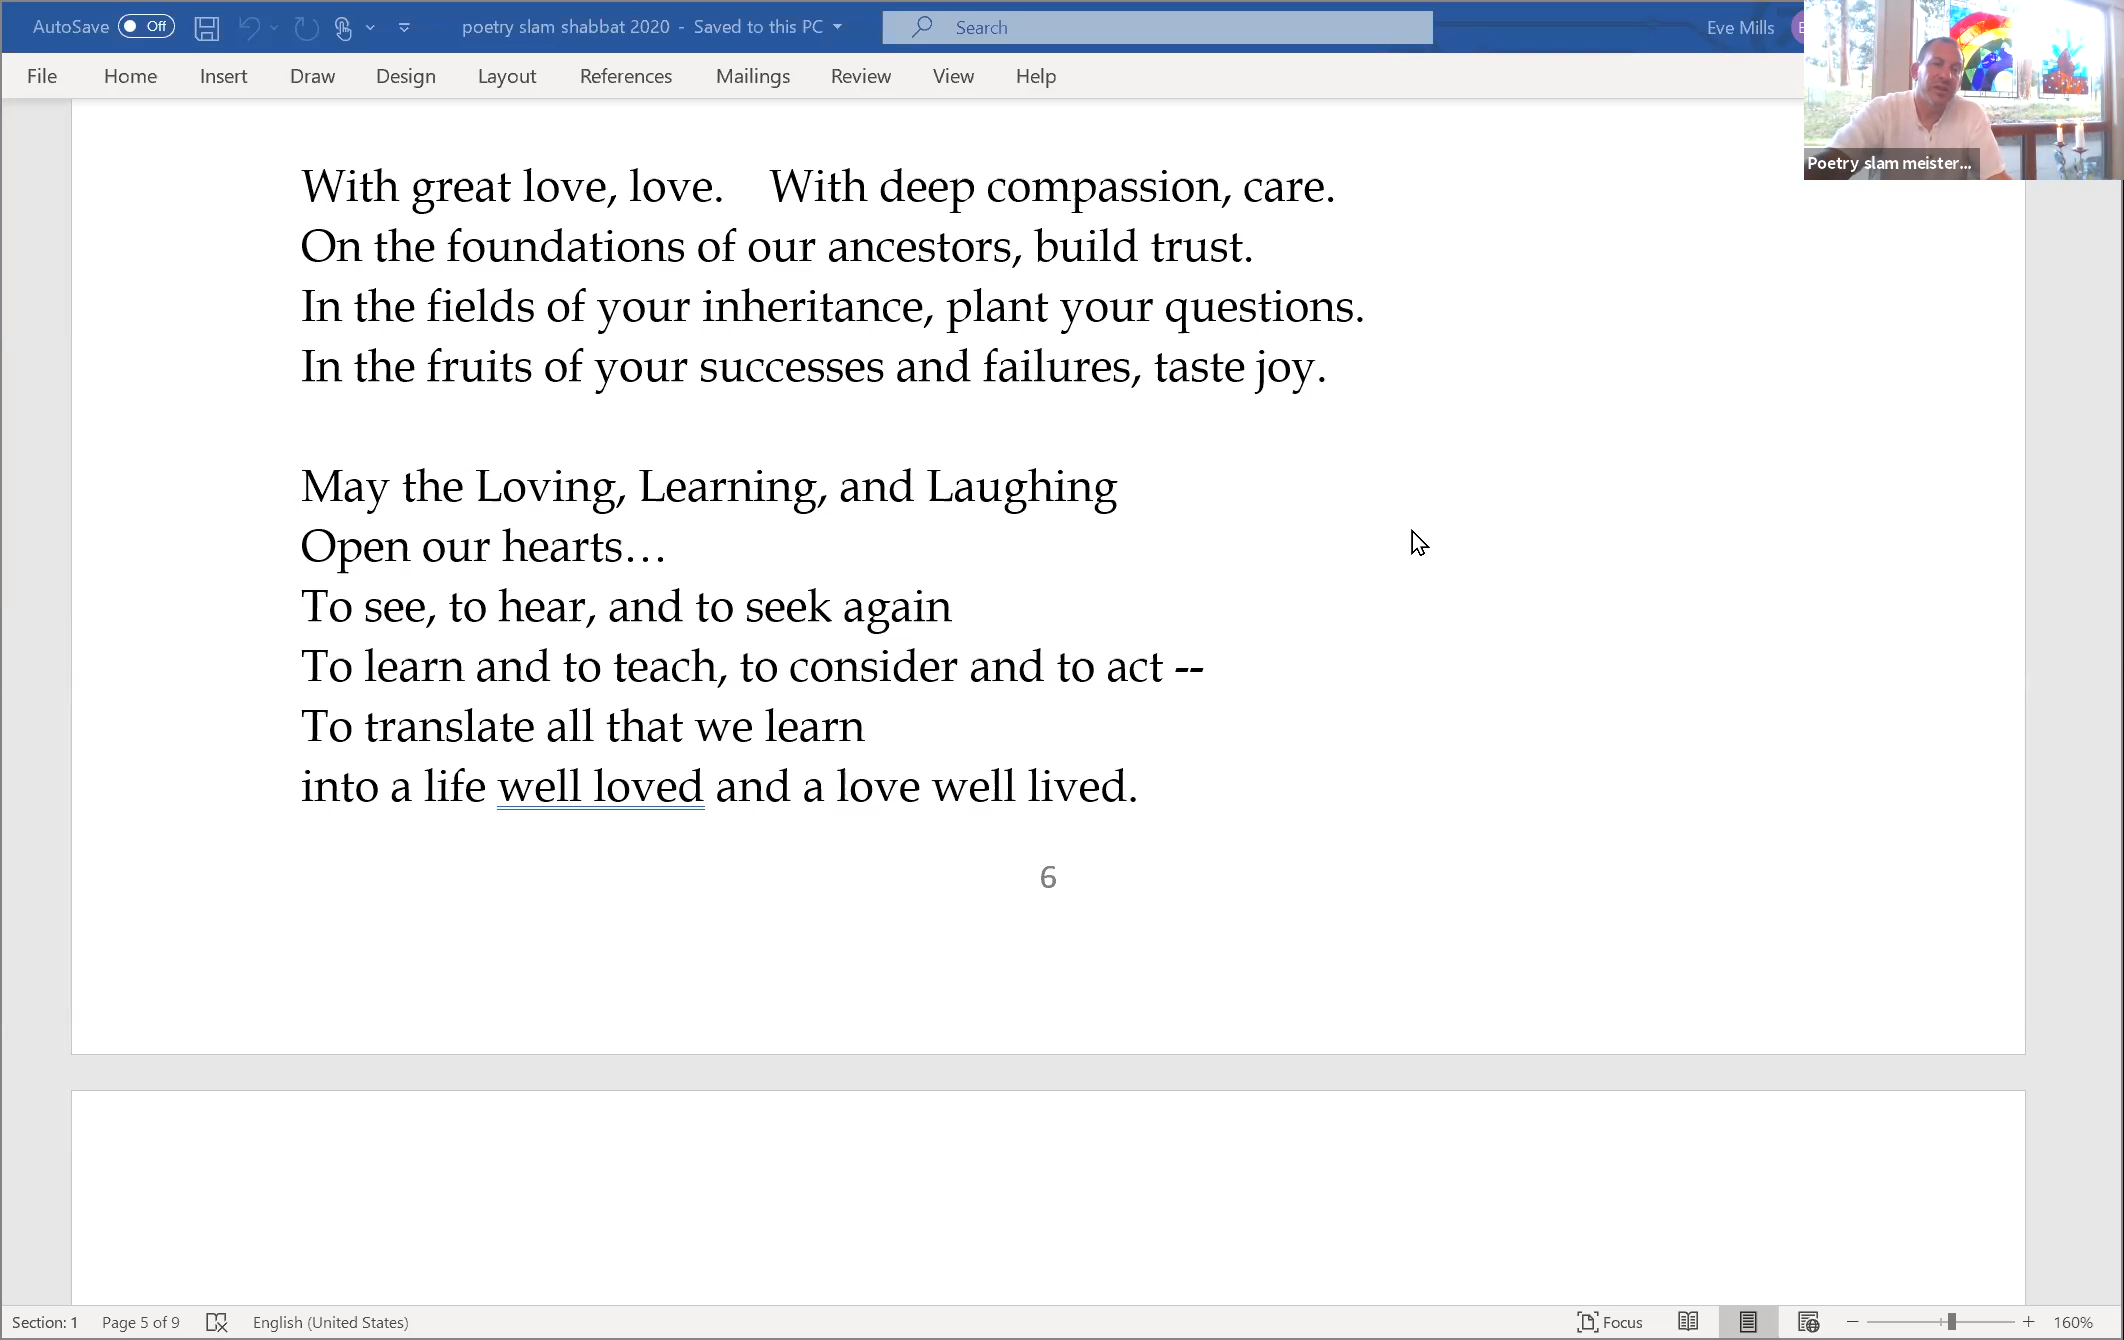 AutoSave Off poetry slam shabbat 2020 - Saved to this PC Search Eve Mills
File Home Insert Draw Design Layout References Mailings Review View Help
Poetry slam meister...
With great love, love. With deep compassion, care.
On the foundations of our ancestors, build trust.
In the fields of your inheritance, plant your questions.
In the fruits of your successes and failures, taste joy.
May the Loving, Learning, and Laughing
Open our hearts…
To see, to hear, and to seek again
To learn and to teach, to consider and to act --
To translate all that we learn
into a life well loved and a love well lived.
6
Section: 1 Page 5 of 9 English (United States) Focus 160%